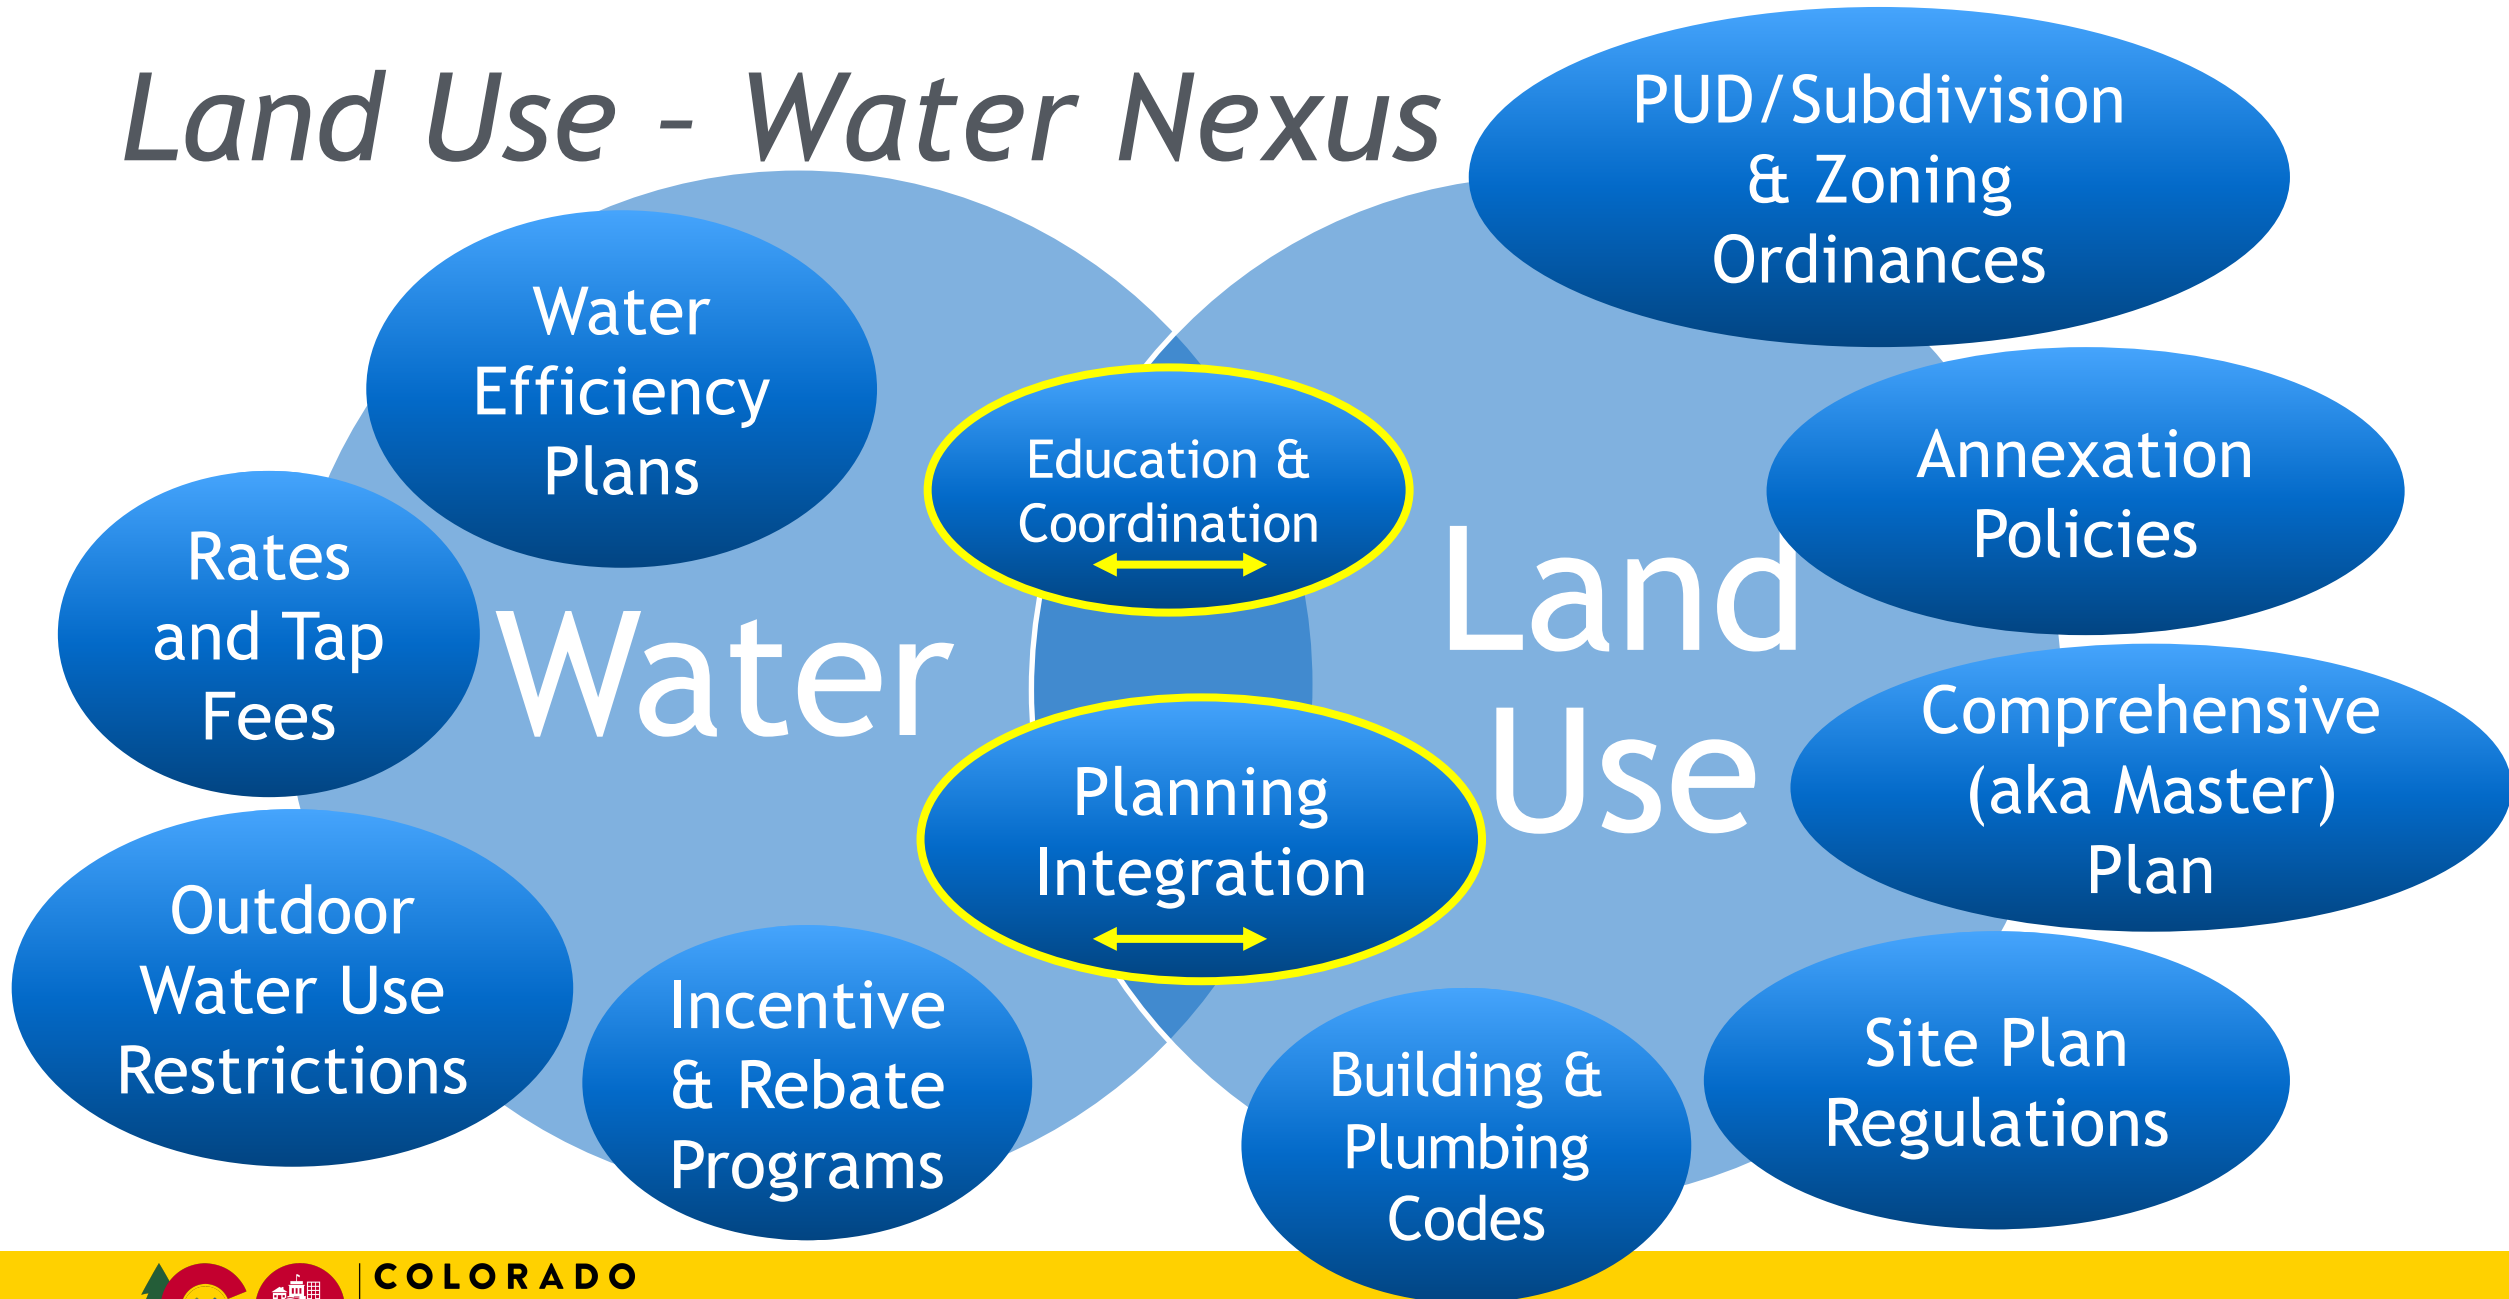 Land Use - Water Nexus
PUD/Subdivision
& Zoning
Ordinances
Water
Efficiency
Plans
Education &
Coordination
Annexation
Policies
Rates
and Tap
Fees
Water
Land
Use
Comprehensive
(aka Master)
Plan
Planning
Integration
Outdoor
Water Use
Restrictions
Incentive
& Rebate
Programs
Building &
Plumbing
Codes
Site Plan
Regulations
COLORADO